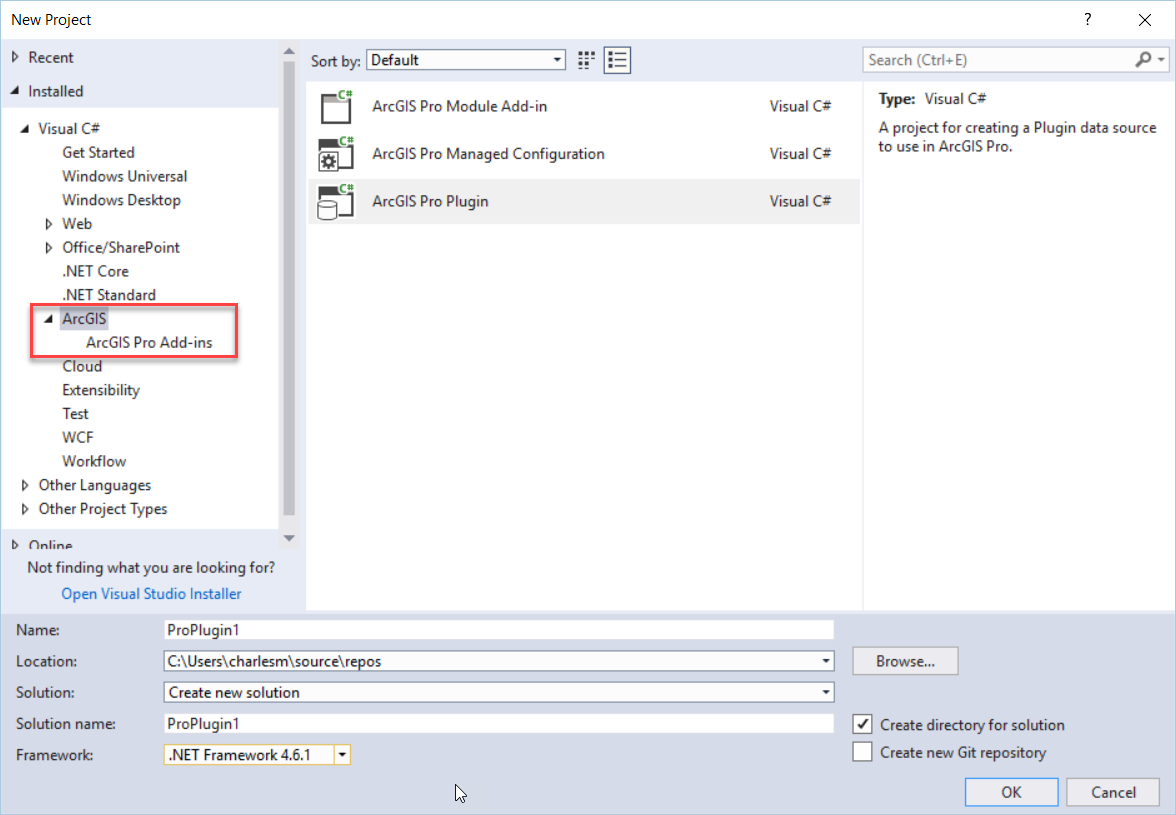 New Project
?
Recent
Installed
Visual C#
Get Started
Windows Universal
Windows Desktop
Web
Office/SharePoint
.NET Core
.NET Standard
ArcGIS
ArcGIS Pro Add-ins
Cloud
Extensibility
Test
WCF
Workflow
Other Languages
Other Project Types
Online
Not finding what you are looking for?
Open Visual Studio Installer
Sort by: Default
C#
ArcGIS Pro Module Add-in Visual C#
C#
ArcGIS Pro Managed Configuration Visual C#
C#
ArcGIS Pro Plugin Visual C#
Search (Ctrl+E)
Type: Visual C#
A project for creating a Plugin data source
to use in ArcGIS Pro.
Name: ProPlugin1
Location: C:\Users\charlesm\source\repos
Browse...
Solution: Create new solution
Solution name: ProPlugin1
Create directory for solution
Framework: .NET Framework 4.6.1
Create new Git repository
OK Cancel